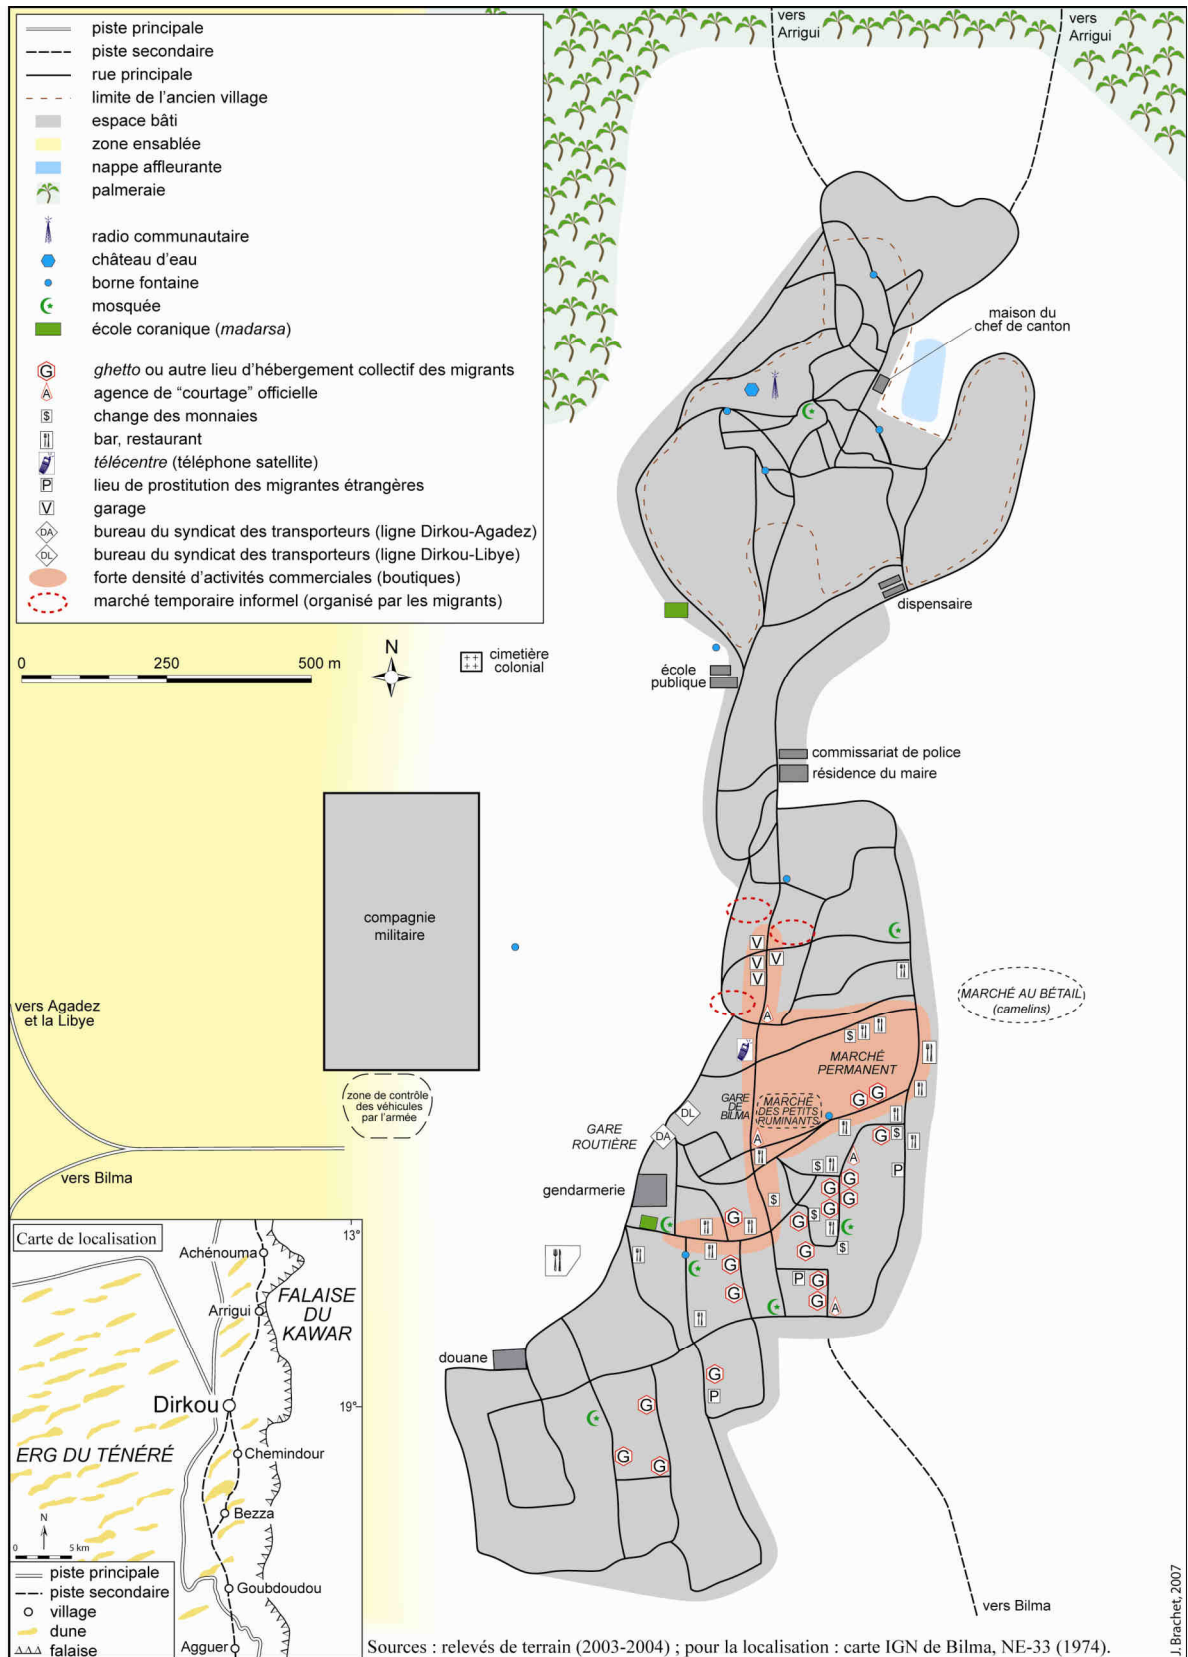 piste principale
piste secondaire
rue principale
limite de l'ancien village
espace bâti
zone ensablée
nappe affleurante
palmeraie
radio communautaire
château d'eau
borne fontaine
mosquée
école coranique (madarsa)
G ghetto ou autre lieu d'hébergement collectif des migrants
A agence de "courtage" officielle
$ change des monnaies
bar, restaurant
télécentre (téléphone satellite)
P lieu de prostitution des migrantes étrangères
V garage
DA bureau du syndicat des transporteurs (ligne Dirkou-Agadez)
DL bureau du syndicat des transporteurs (ligne Dirkou-Libye)
forte densité d'activités commerciales (boutiques)
marché temporaire informel (organisé par les migrants)
0 250 500 m
N
vers
Arrigui
vers
Arrigui
maison du
chef de canton
dispensaire
cimetière
colonial
école
publique
commissariat de police
résidence du maire
compagnie
militaire
vers Agadez
et la Libye
zone de contrôle
des véhicules
par l'armée
vers Bilma
V
V
V
V
A
MARCHÉ AU BÉTAIL
(camelins)
$
MARCHÉ
PERMANENT
G
G
GARE
DE
BILMA
MARCHÉ
DES PETITS
RUMINANTS
DL
DA
GARE
ROUTIÈRE
A
G
$
$
A
P
G
G
G
G
gendarmerie
$
G
G
$
$
G
G
G
P
G
G
A
douane
G
P
G
G
G
vers Bilma
Carte de localisation
13°
Achénouma
Arrigui
FALAISE
DU
KAWAR
Dirkou
19°
ERG DU TÉNÉRÉ
Chemindour
Bezza
N
0 5 km
Goubdoudou
Agguer
piste principale
piste secondaire
village
dune
falaise
Sources : relevés de terrain (2003-2004) ; pour la localisation : carte IGN de Bilma, NE-33 (1974).
J. Brachet, 2007